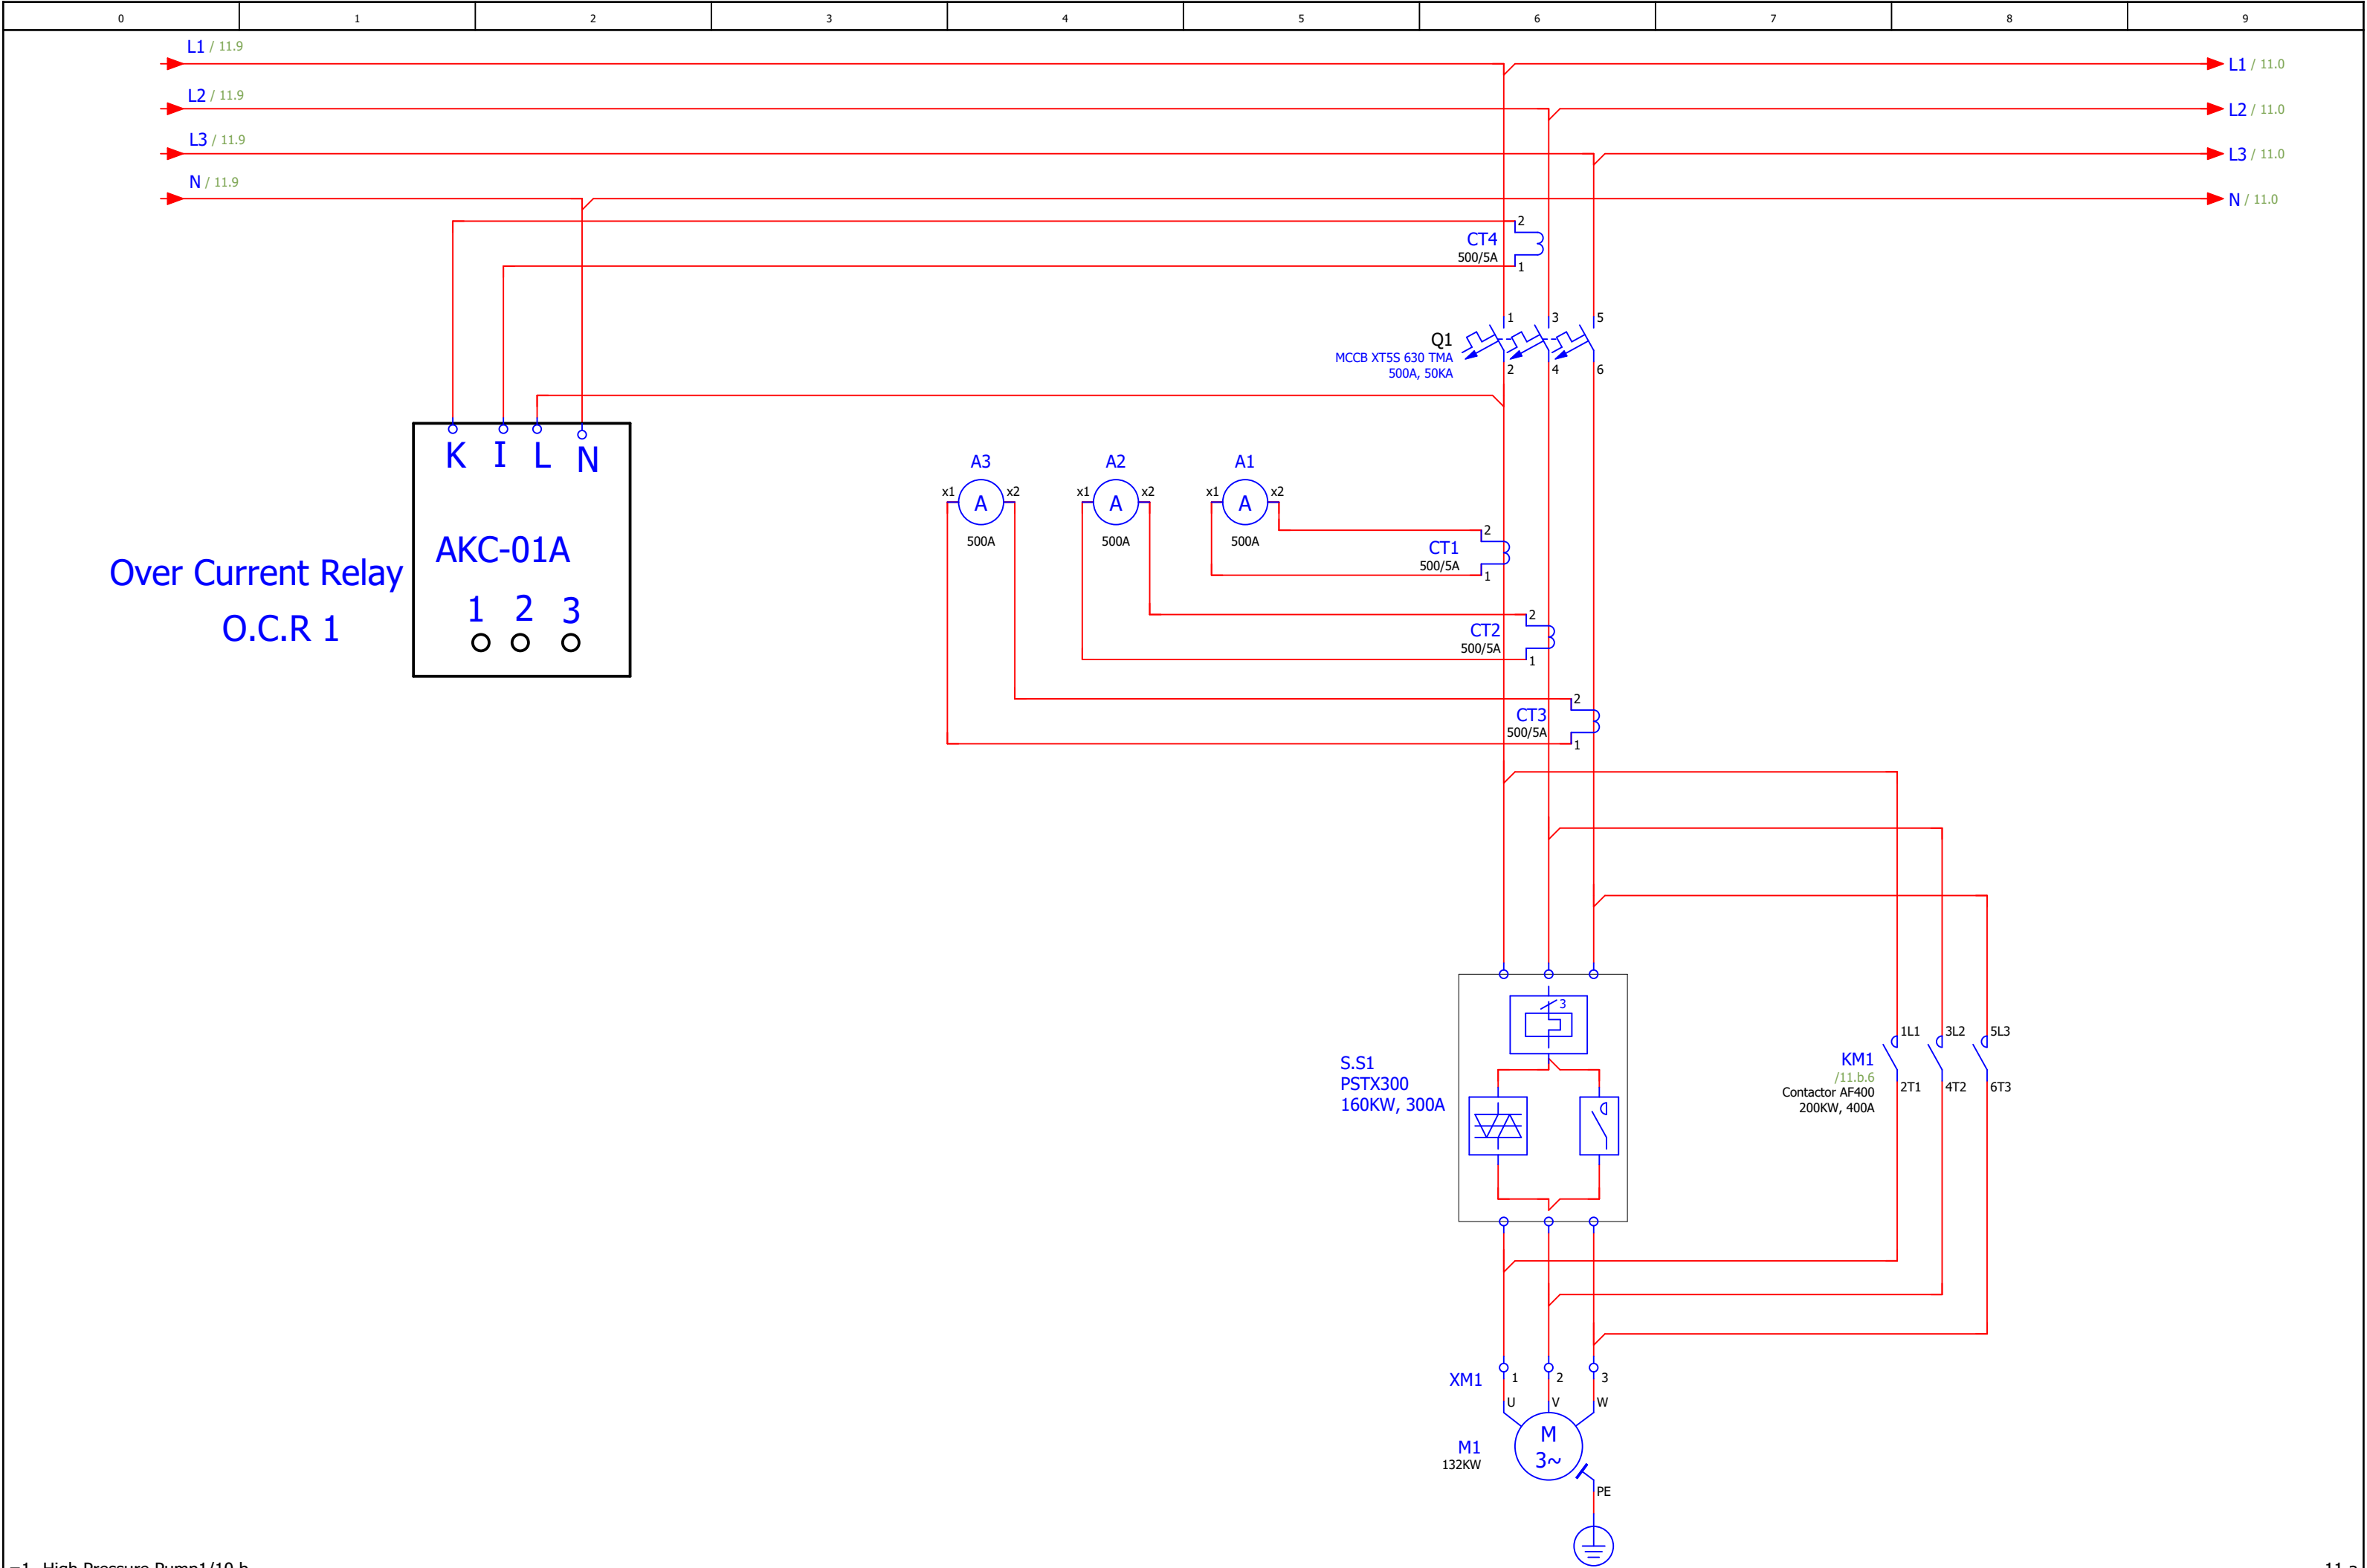 0 1 2 3 4 5 6 7 8 9
L1 / 11.9
L1 / 11.0
L2 / 11.9
L2 / 11.0
L3 / 11.9
L3 / 11.0
N / 11.9
N / 11.0
2
CT4
500/5A
1
1 3 5
Q1
MCCB XT5S 630 TMA
500A, 50KA
2 4 6
K I L N
AKC-01A
1 2 3
Over Current Relay
O.C.R 1
A3 A2 A1
x1 A x2 x1 A x2 x1 A x2
500A 500A 500A
2
CT1
500/5A
1
2
CT2
500/5A
1
2
CT3
500/5A
1
3
S.S1
PSTX300
160KW, 300A
1L1 3L2 5L3
KM1
/11.b.6
Contactor AF400
200KW, 400A
2T1 4T2 6T3
XM1 1 2 3
U V W
M
3~
M1
132KW
PE